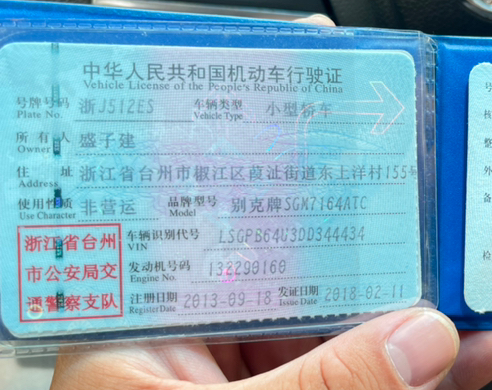 中华人民共和国机动车行驶证
Vehicle License of the People's Republic of China
号牌号码 浙JS12ES 车辆类型 小型轿车
Plate No. Vehicle Type
所有人 盛子建
Owner
住址 浙江省台州市椒江区葭沚街道东上洋村155号
Address
使用性质 非营运 品牌型号 别克牌SGM7164ATC
Use Character Model
浙江省台州
市公安局交
通警察支队
车辆识别代号 LSGPB64U3DD344434
VIN
发动机号码 132290160
Engine No.
注册日期 2013-09-18 发证日期 2018-02-11
Register Date Issue Date